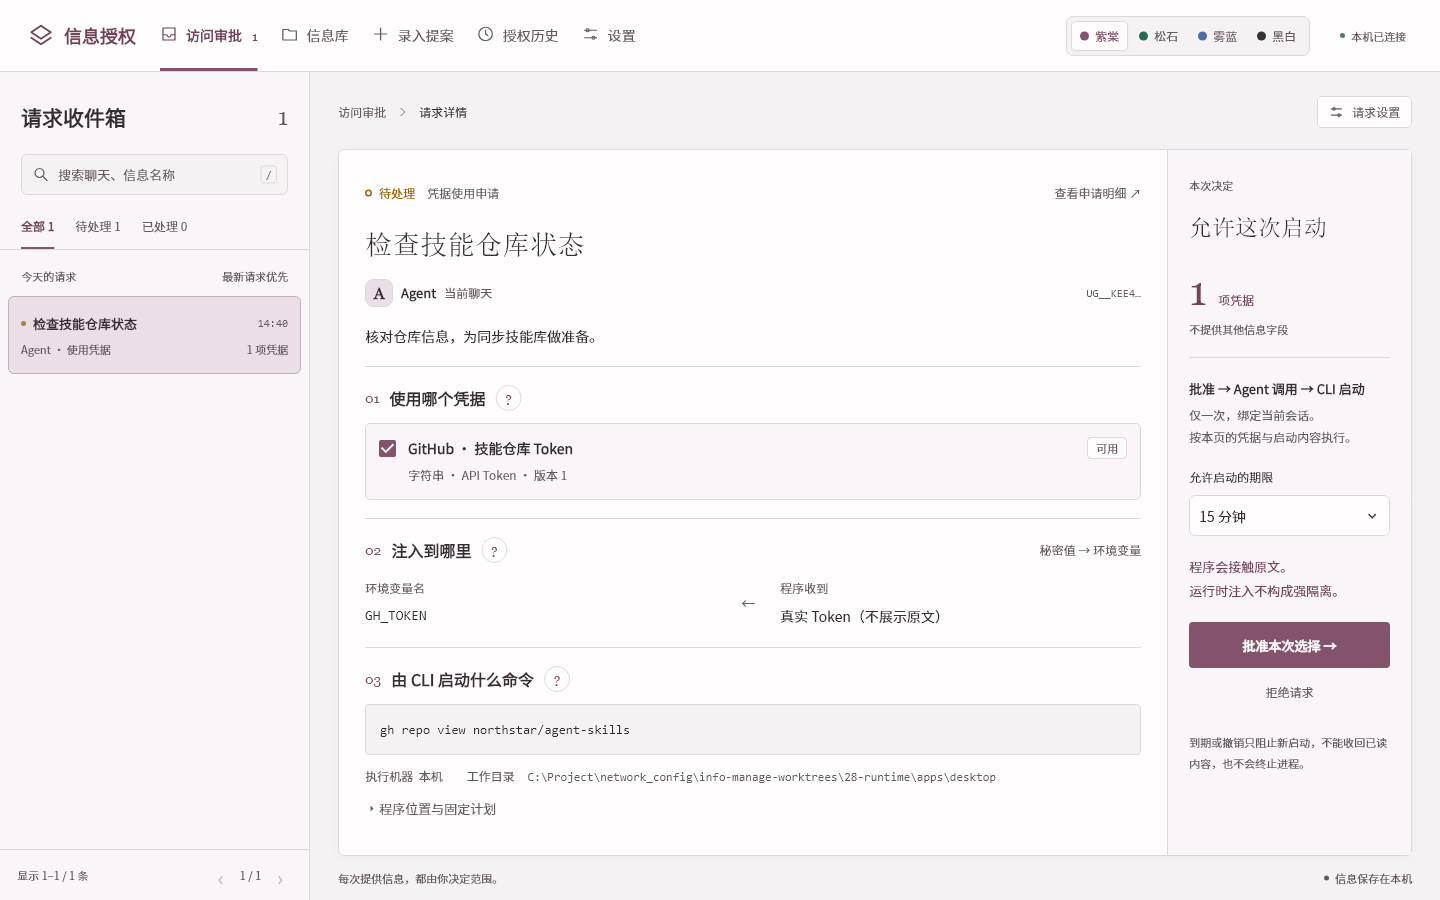 信息授权
访问审批 1
信息库
录入提案
授权历史
设置
紫棠
松石
雾蓝
黑白
本机已连接
请求收件箱 1
搜索聊天、信息名称 /
全部 1 待处理 1 已处理 0
今天的请求 最新请求优先
检查技能仓库状态 14:40
Agent · 使用凭据 1 项凭据
显示 1–1 / 1 条 ‹ 1 / 1 ›
访问审批 > 请求详情
请求设置
待处理 凭据使用申请 查看申请明细 ↗
检查技能仓库状态
A Agent 当前聊天 UG__KEE4…
核对仓库信息，为同步技能库做准备。
01 使用哪个凭据 ?
GitHub · 技能仓库 Token 可用
字符串 · API Token · 版本 1
02 注入到哪里 ? 秘密值 → 环境变量
环境变量名 ← 程序收到
GH_TOKEN 真实 Token（不展示原文）
03 由 CLI 启动什么命令 ?
gh repo view northstar/agent-skills
执行机器 本机 工作目录 C:\Project\network_config\info-manage-worktrees\28-runtime\apps\desktop
程序位置与固定计划
本次决定
允许这次启动
1 项凭据
不提供其他信息字段
批准 → Agent 调用 → CLI 启动
仅一次，绑定当前会话。
按本页的凭据与启动内容执行。
允许启动的期限
15 分钟
程序会接触原文。
运行时注入不构成强隔离。
批准本次选择 →
拒绝请求
到期或撤销只阻止新启动，不能收回已读
内容，也不会终止进程。
每次提供信息，都由你决定范围。
信息保存在本机